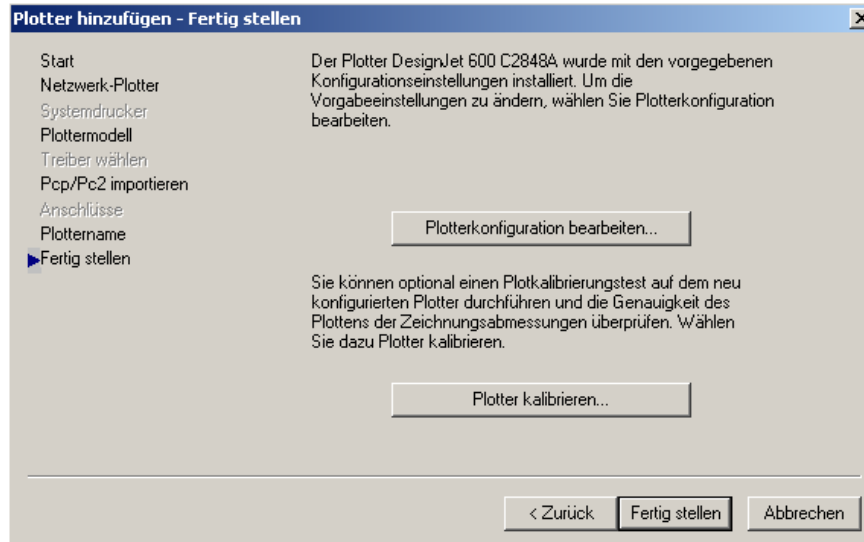 Plotter hinzufügen - Fertig stellen
Start
Netzwerk-Plotter
Systemdrucker
Plottermodell
Treiber wählen
Pcp/Pc2 importieren
Anschlüsse
Plottername
Fertig stellen
Der Plotter DesignJet 600 C2848A wurde mit den vorgegebenen
Konfigurationseinstellungen installiert. Um die
Vorgabeeinstellungen zu ändern, wählen Sie Plotterkonfiguration
bearbeiten.
Plotterkonfiguration bearbeiten...
Sie können optional einen Plotkalibrierungstest auf dem neu
konfigurierten Plotter durchführen und die Genauigkeit des
Plottens der Zeichnungsabmessungen überprüfen. Wählen
Sie dazu Plotter kalibrieren.
Plotter kalibrieren...
< Zurück
Fertig stellen
Abbrechen